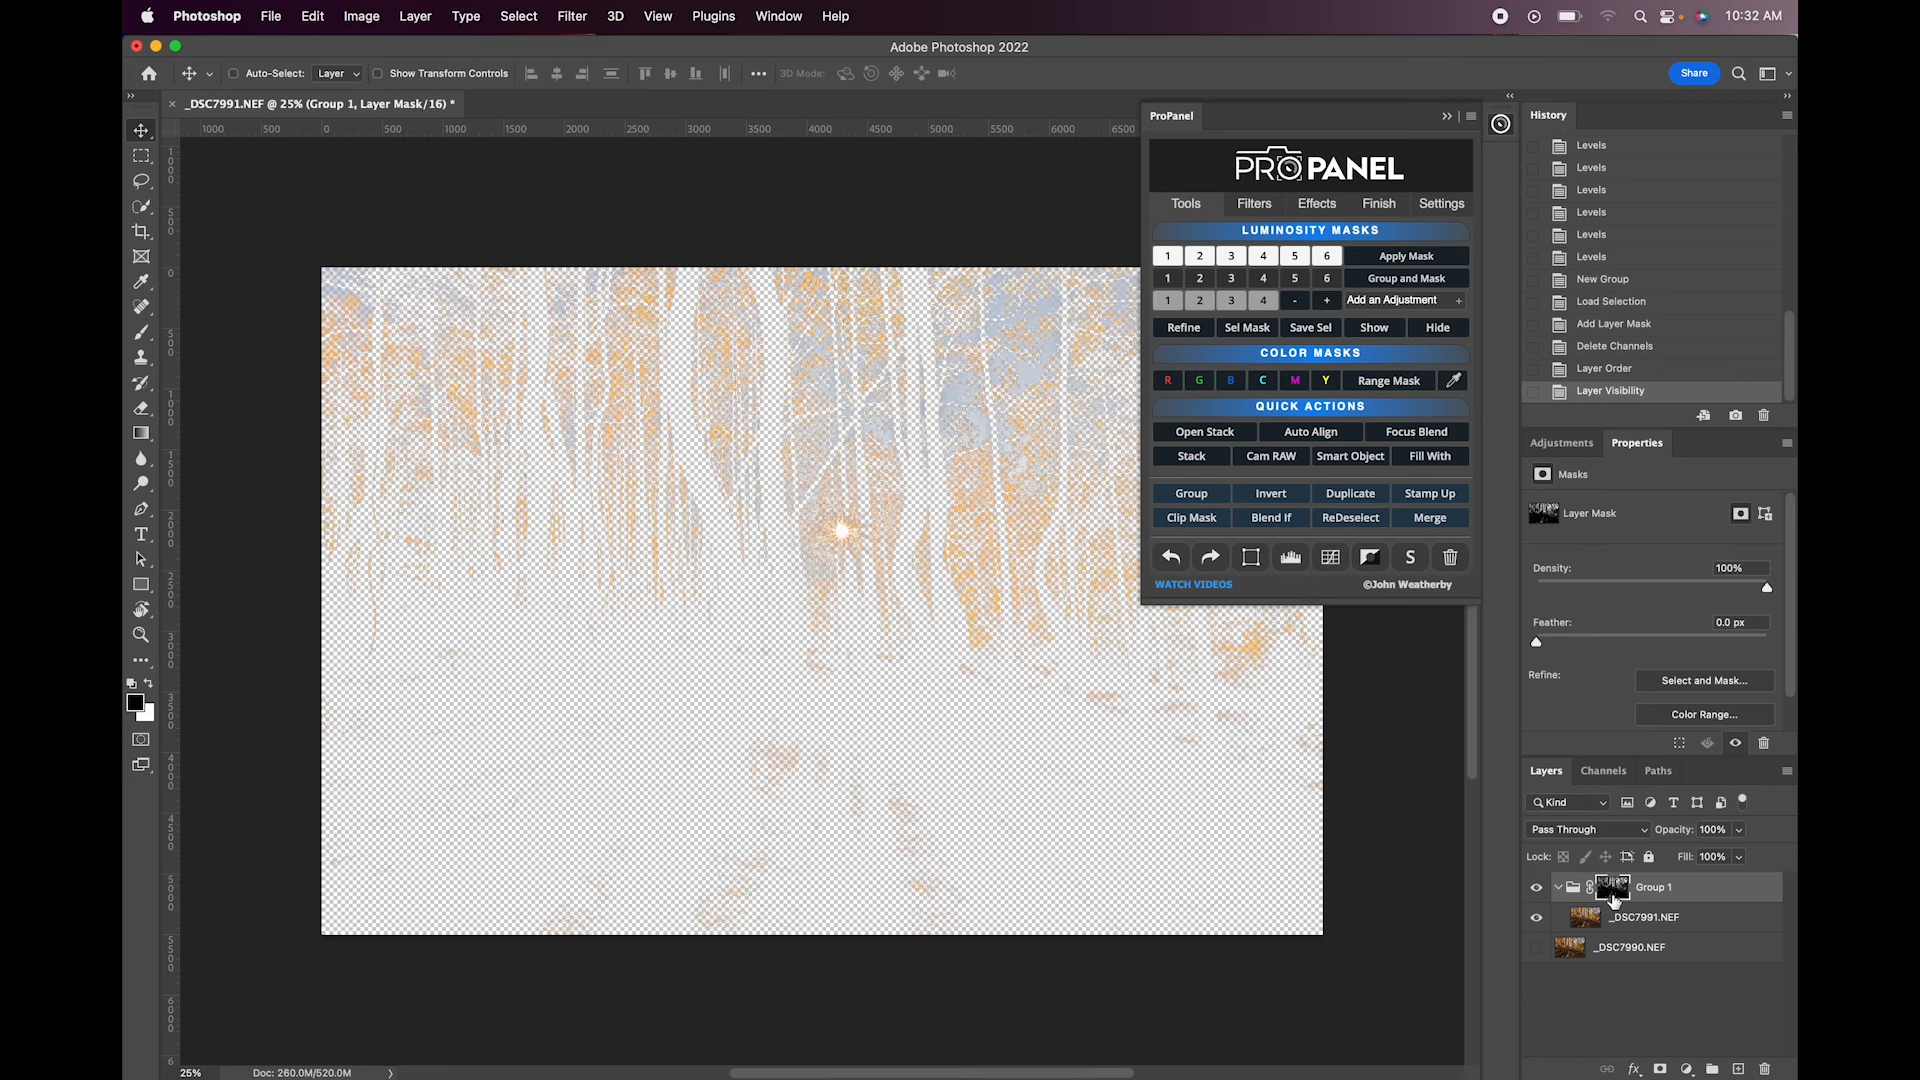 Photoshop File Edit Image Layer Type Select Filter 3D View Plugins Window Help 10:32 AM
Adobe Photoshop 2022
Auto-Select: Layer Show Transform Controls 3D Mode: Share
_DSC7991.NEF @ 25% (Group 1, Layer Mask/16) *
1000 500 0 500 1000 1500 2000 2500 3000 3500 4000 4500 5000 5500 6000 6500
ProPanel
PROPANEL
Tools Filters Effects Finish Settings
LUMINOSITY MASKS
1 2 3 4 5 6 Apply Mask
1 2 3 4 5 6 Group and Mask
1 2 3 4 - + Add an Adjustment +
Refine Sel Mask Save Sel Show Hide
COLOR MASKS
R G B C M Y Range Mask
QUICK ACTIONS
Open Stack Auto Align Focus Blend
Stack Cam RAW Smart Object Fill With
Group Invert Duplicate Stamp Up
Clip Mask Blend If ReDeselect Merge
S
WATCH VIDEOS ©John Weatherby
History
Levels
Levels
Levels
Levels
Levels
Levels
New Group
Load Selection
Add Layer Mask
Delete Channels
Layer Order
Layer Visibility
Adjustments Properties
Masks
Layer Mask
Density: 100%
Feather: 0.0 px
Refine:
Select and Mask...
Color Range...
Layers Channels Paths
Kind
Pass Through Opacity: 100%
Lock: Fill: 100%
Group 1
_DSC7991.NEF
_DSC7990.NEF
fx
25% Doc: 260.0M/520.0M